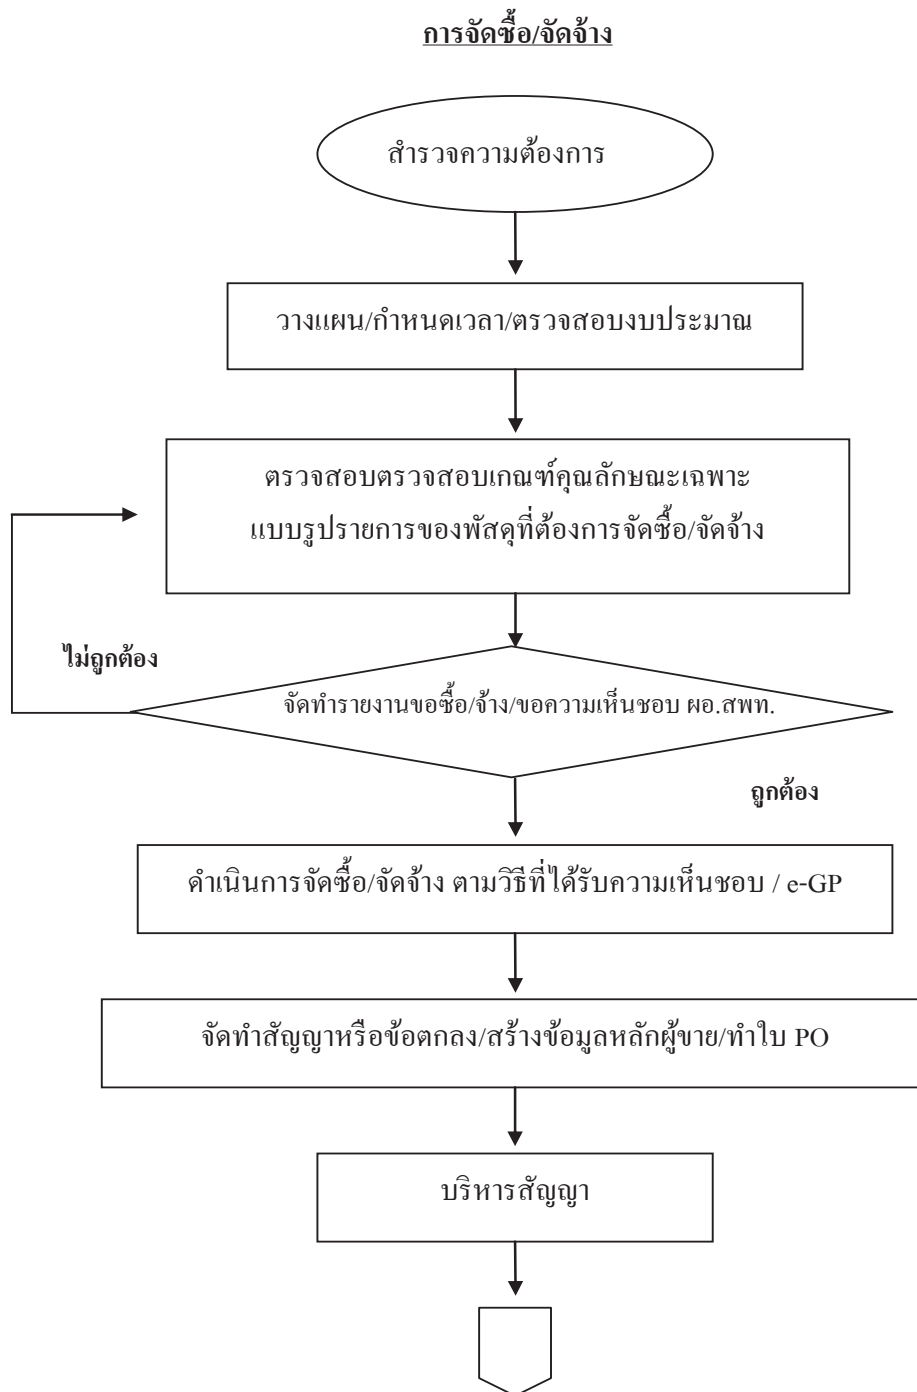 การจัดซื้อ/จัดจ้าง
สำรวจความต้องการ
วางแผน/กำหนดเวลา/ตรวจสอบงบประมาณ
ตรวจสอบตรวจสอบเกณฑ์คุณลักษณะเฉพาะ
แบบรูปรายการของพัสดุที่ต้องการจัดซื้อ/จัดจ้าง
ไม่ถูกต้อง
จัดทำรายงานขอซื้อ/จ้าง/ขอความเห็นชอบ ผอ.สพท.
ถูกต้อง
ดำเนินการจัดซื้อ/จัดจ้าง ตามวิธีที่ได้รับความเห็นชอบ / e-GP
จัดทำสัญญาหรือข้อตกลง/สร้างข้อมูลหลักผู้ขาย/ทำใบ PO
บริหารสัญญา